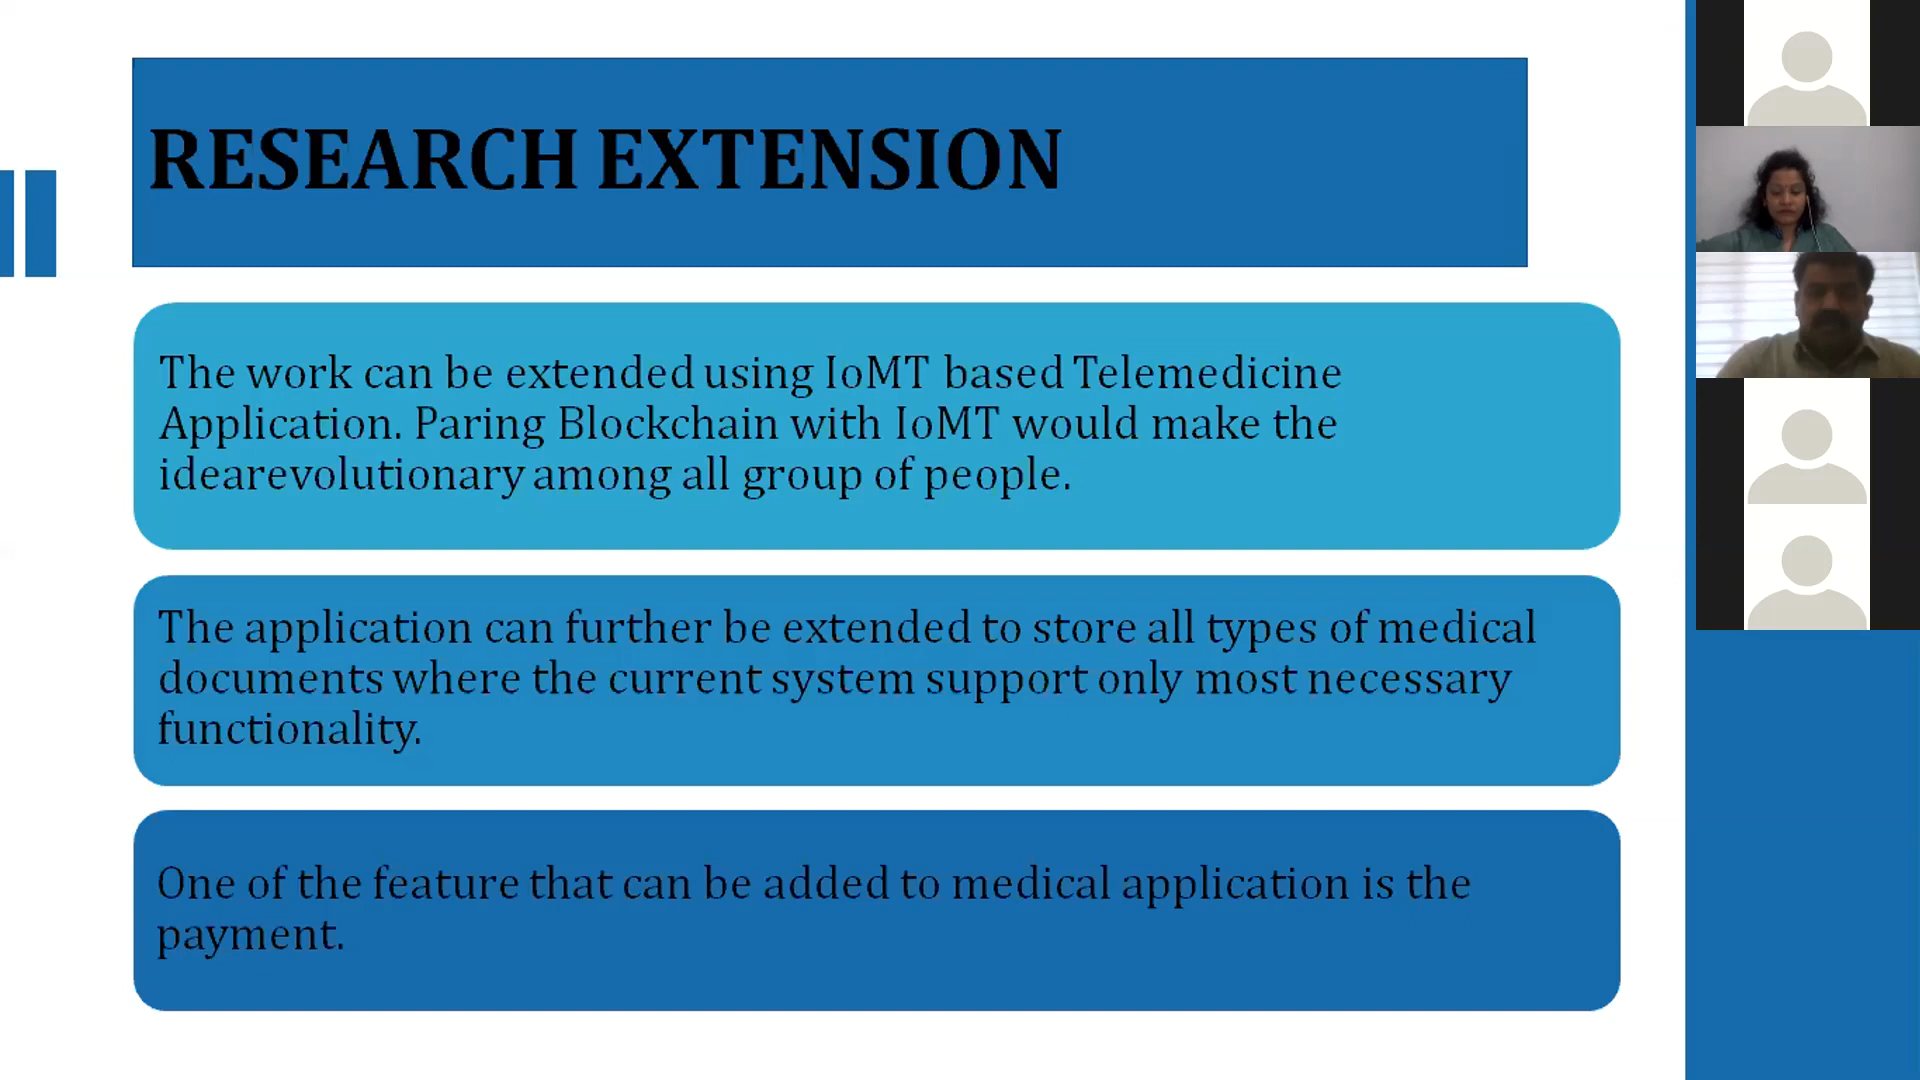 RESEARCH EXTENSION
The work can be extended using IoMT based Telemedicine
Application. Paring Blockchain with IoMT would make the
idearevolutionary among all group of people.
The application can further be extended to store all types of medical
documents where the current system support only most necessary
functionality.
One of the feature that can be added to medical application is the
payment.